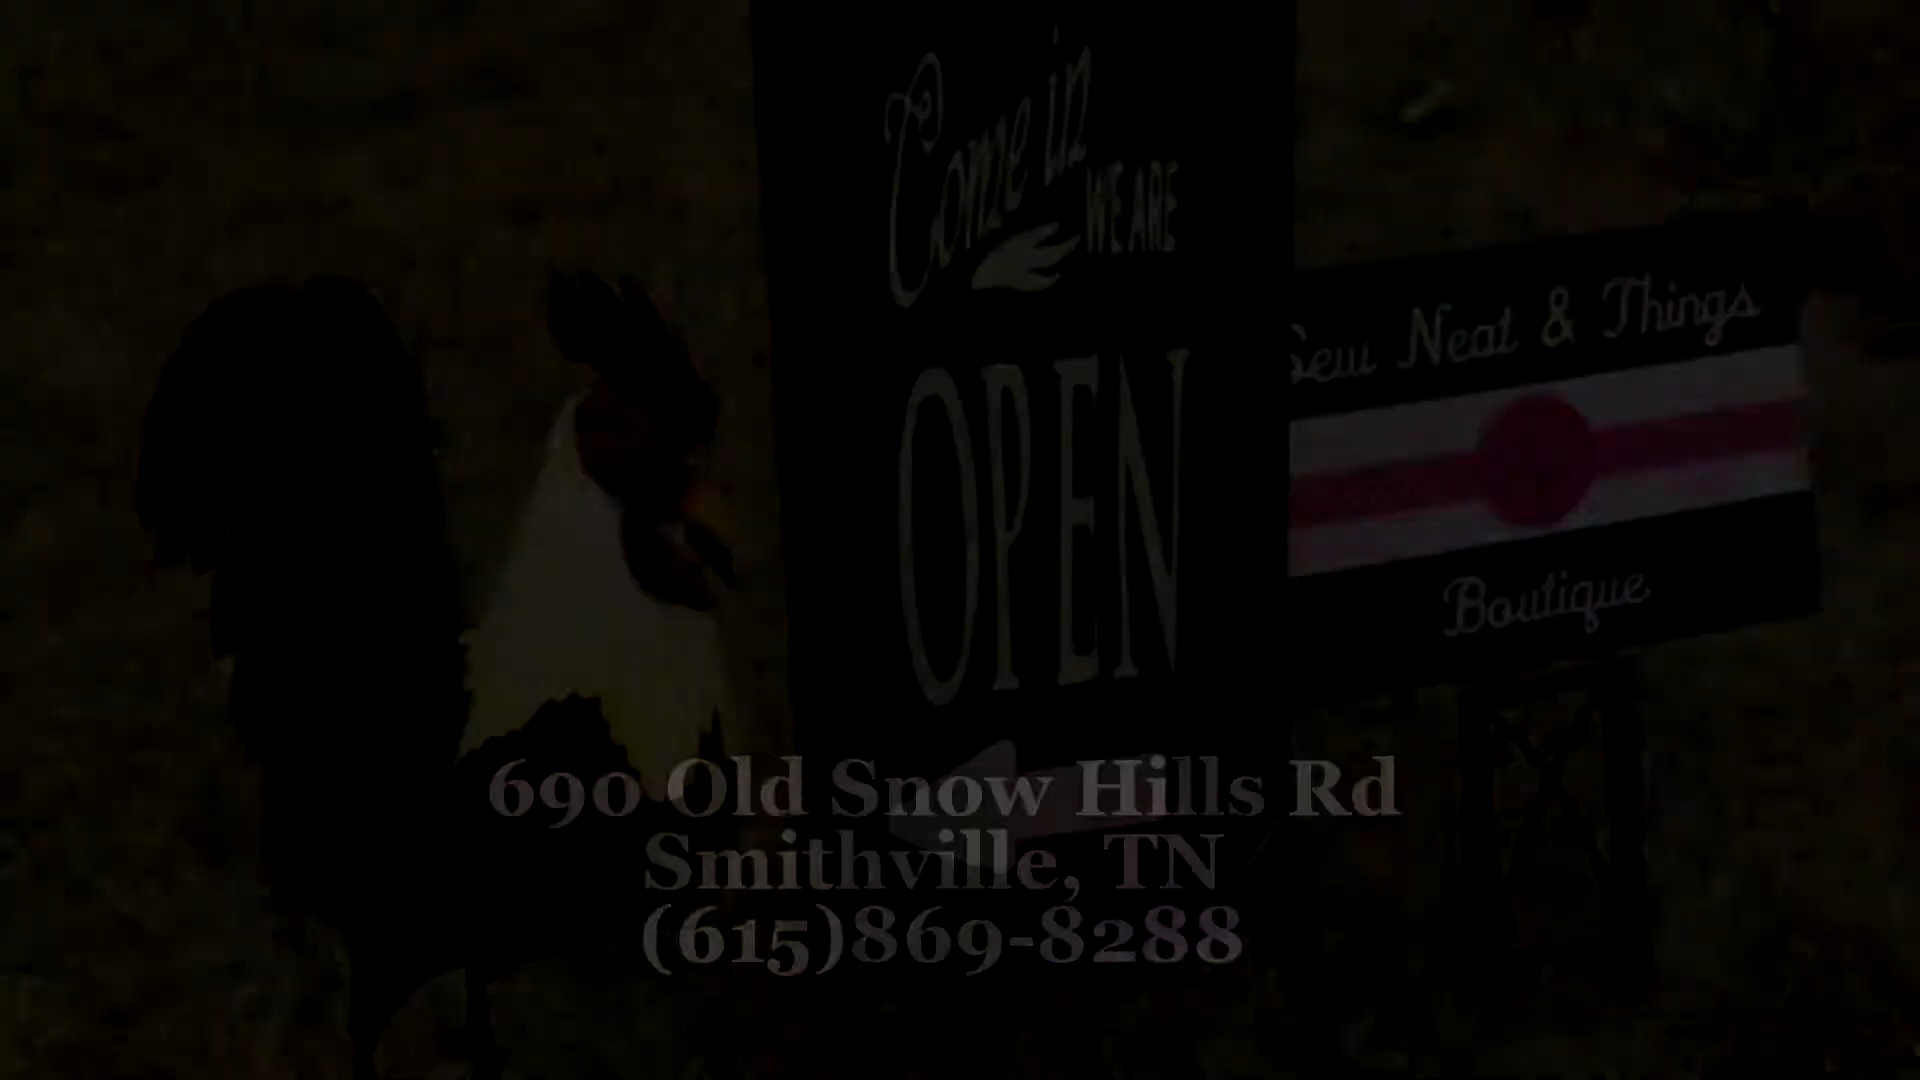 Come in
WE ARE
OPEN
Sew Neat & Things
Boutique
690 Old Snow Hills Rd
Smithville, TN
(615)869-8288